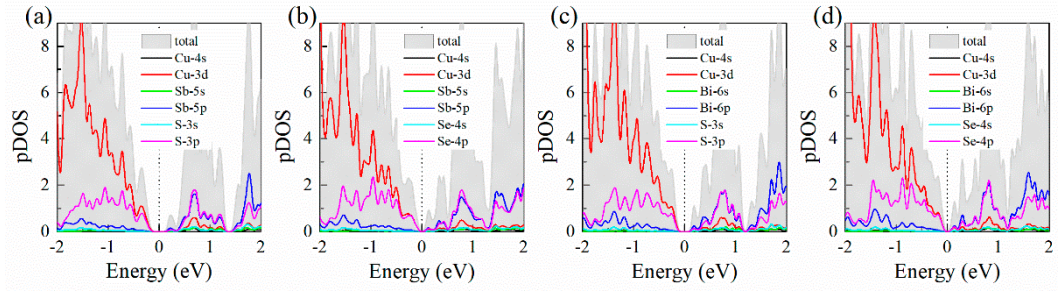 (a)
pDOS
8
6
4
2
0
total
Cu-4s
Cu-3d
Sb-5s
Sb-5p
S-3s
S-3p
-2 -1 0 1 2
Energy (eV)
(b)
pDOS
8
6
4
2
0
total
Cu-4s
Cu-3d
Sb-5s
Sb-5p
Se-4s
Se-4p
-2 -1 0 1 2
Energy (eV)
(c)
pDOS
8
6
4
2
0
total
Cu-4s
Cu-3d
Bi-6s
Bi-6p
S-3s
S-3p
-2 -1 0 1 2
Energy (eV)
(d)
pDOS
8
6
4
2
0
total
Cu-4s
Cu-3d
Bi-6s
Bi-6p
Se-4s
Se-4p
-2 -1 0 1 2
Energy (eV)